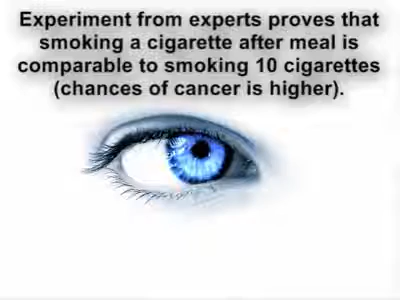 Experiment from experts proves that
smoking a cigarette after meal is
comparable to smoking 10 cigarettes
(chances of cancer is higher).